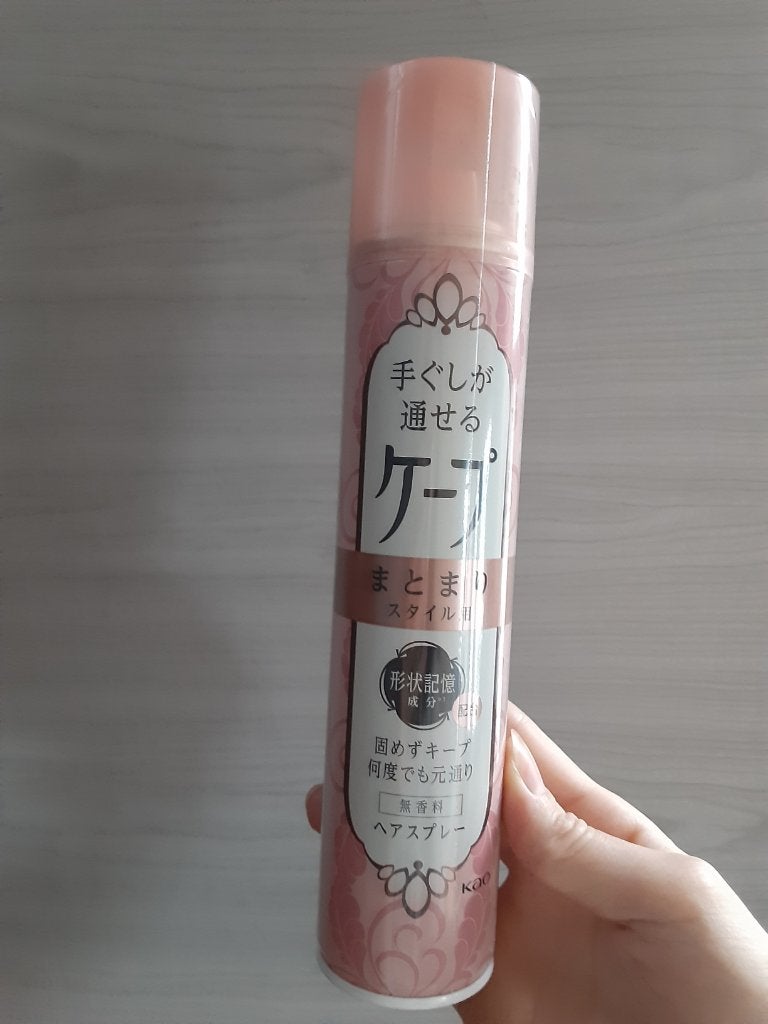 手ぐしが
通せる
ケープ
まとまり
スタイル用
形状記憶
成分
配合
固めずキープ
何度でも元通り
無香料
ヘアスプレー
Kao